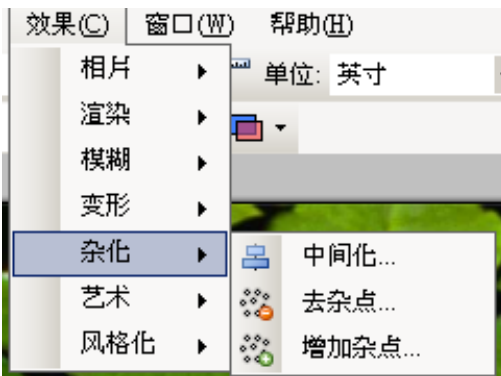 效果(C) 窗口(W) 帮助(H)
相片
单位: 英寸
渲染
模糊
变形
杂化
中间化...
艺术
去杂点...
风格化
增加杂点...